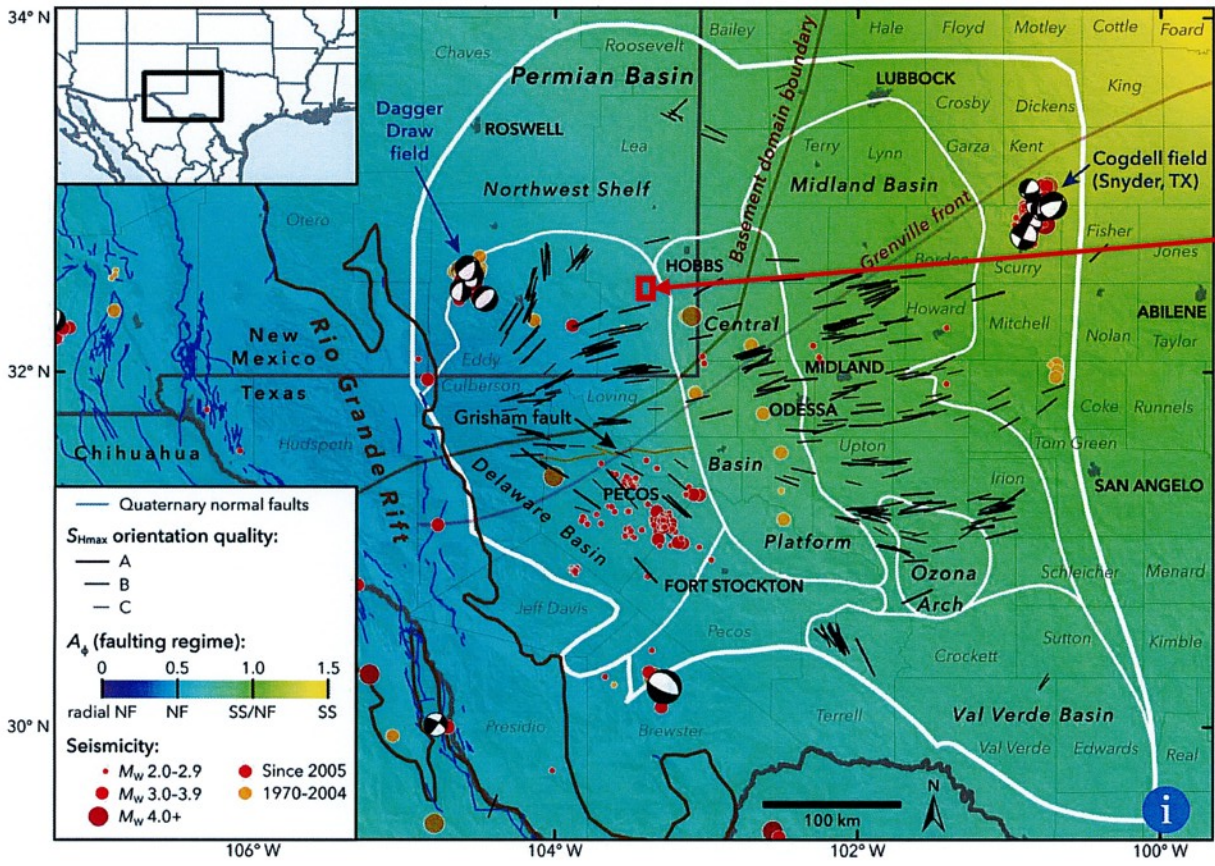 34° N
32° N
30° N
106° W
104° W
102° W
100° W
Chaves
Roosevelt
Bailey
Hale
Floyd
Motley
Cottle
Foard
Permian Basin
LUBBOCK
King
Crosby
Dickens
Dagger
Draw
field
ROSWELL
Basement domain boundary
Lea
Terry
Lynn
Garza
Kent
Cogdell field
(Snyder, TX)
Northwest Shelf
Midland Basin
Otero
Grenville front
Fisher
Jones
HOBBS
Borden
Scurry
Howard
Mitchell
Nolan
ABILENE
Taylor
New
Mexico
Texas
Rio Grande Rift
Eddy
Culberson
Loving
Central
Basin
Platform
MIDLAND
ODESSA
Grisham fault
Coke
Runnels
Chihuahua
Hudspeth
Upton
Tom Green
Delaware Basin
PECOS
Irion
SAN ANGELO
FORT STOCKTON
Ozona
Arch
Schleicher
Menard
Jeff Davis
Pecos
Crockett
Sutton
Kimble
Presidio
Brewster
Terrell
Val Verde Basin
Val Verde
Edwards
Real
Quaternary normal faults
SHmax orientation quality:
A
B
C
Aϕ (faulting regime):
0 0.5 1.0 1.5
radial NF NF SS/NF SS
Seismicity:
Mw 2.0-2.9
Mw 3.0-3.9
Mw 4.0+
Since 2005
1970-2004
100 km
N
i